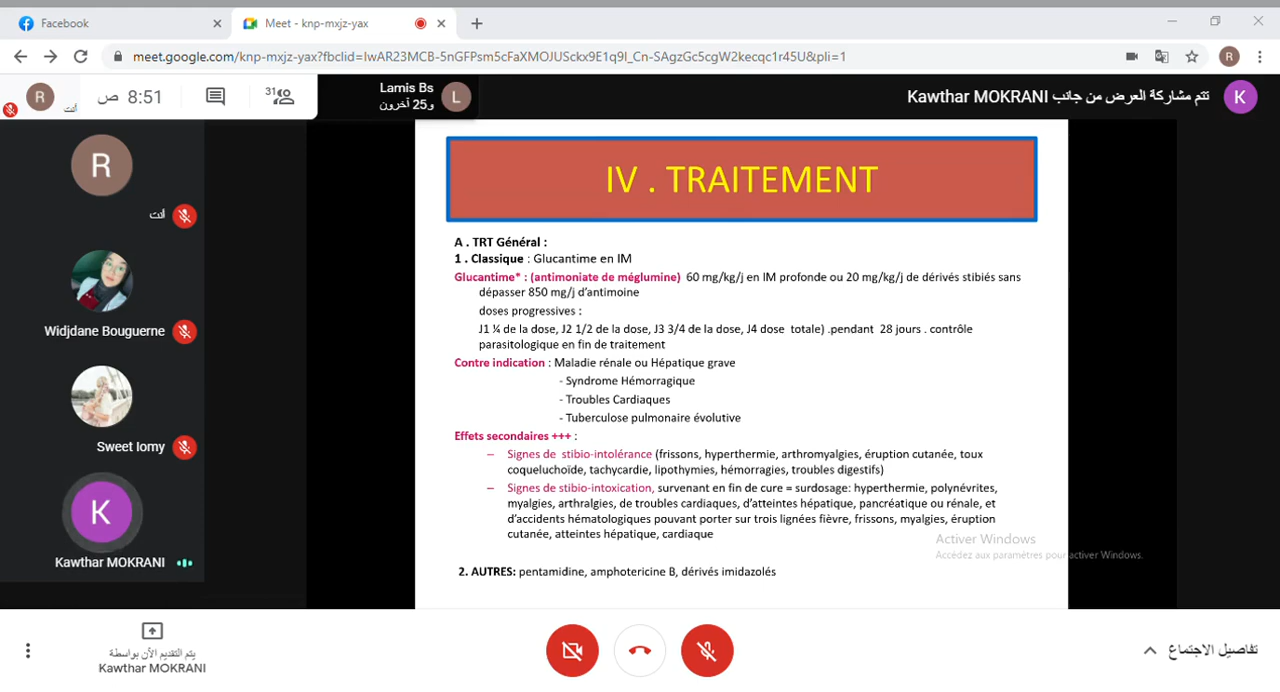 Facebook
Meet - knp-mxjz-yax
meet.google.com/knp-mxjz-yax?fbclid=IwAR23MCB-5nGFPsm5cFaXMOJUSckx9E1q9I_Cn-SAgzGc5cgW2kecqc1r45U&pli=1
R
R
أنت
8:51 ص
31
Lamis Bs
و25 آخرون
L
تتم مشاركة العرض من جانب Kawthar MOKRANI
K
R
أنت
Widjdane Bouguerne
Sweet Iomy
K
Kawthar MOKRANI
IV . TRAITEMENT
A . TRT Général :
1 . Classique : Glucantime en IM
Glucantime* : (antimoniate de méglumine) 60 mg/kg/j en IM profonde ou 20 mg/kg/j de dérivés stibiés sans
dépasser 850 mg/j d'antimoine
doses progressives :
J1 ¼ de la dose, J2 1/2 de la dose, J3 3/4 de la dose, J4 dose totale) .pendant 28 jours . contrôle
parasitologique en fin de traitement
Contre indication : Maladie rénale ou Hépatique grave
- Syndrome Hémorragique
- Troubles Cardiaques
- Tuberculose pulmonaire évolutive
Effets secondaires +++ :
– Signes de stibio-intolérance (frissons, hyperthermie, arthromyalgies, éruption cutanée, toux
coqueluchoïde, tachycardie, lipothymies, hémorragies, troubles digestifs)
– Signes de stibio-intoxication, survenant en fin de cure = surdosage: hyperthermie, polynévrites,
myalgies, arthralgies, de troubles cardiaques, d'atteintes hépatique, pancréatique ou rénale, et
d'accidents hématologiques pouvant porter sur trois lignées fièvre, frissons, myalgies, éruption
cutanée, atteintes hépatique, cardiaque
Activer Windows
Accédez aux paramètres pour activer Windows.
2. AUTRES: pentamidine, amphotericine B, dérivés imidazolés
يتم التقديم الآن بواسطة
Kawthar MOKRANI
تفاصيل الاجتماع